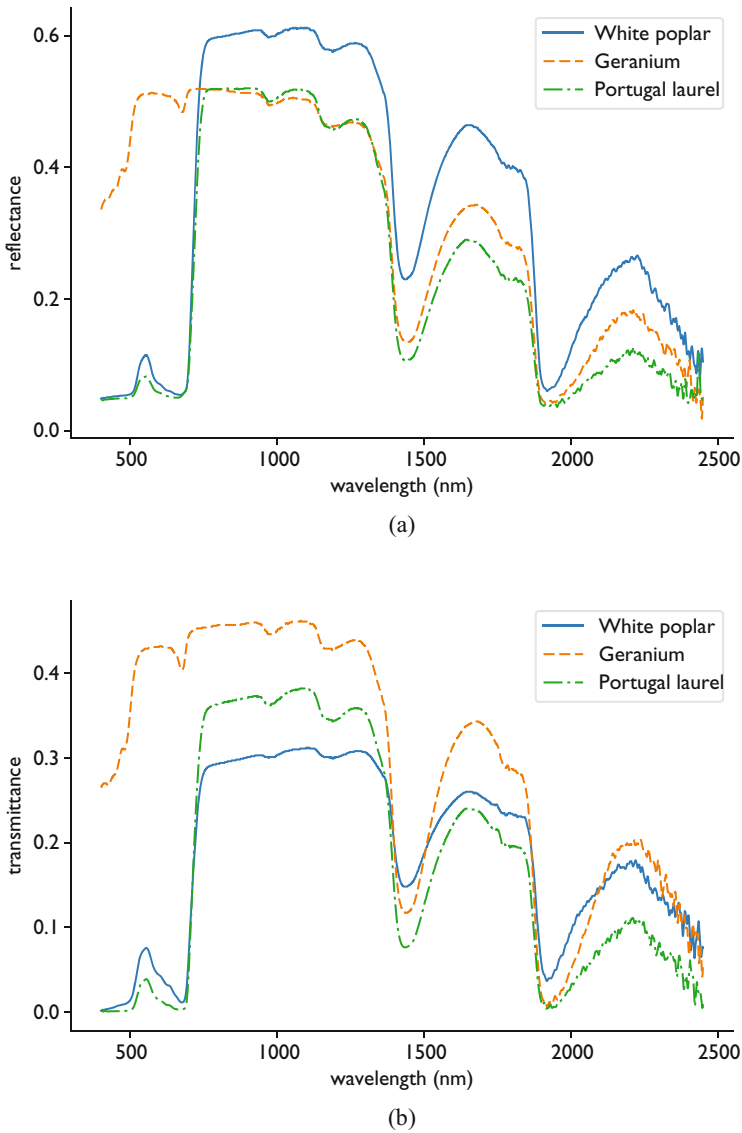 0.6
0.4
0.2
0.0
reflectance
White poplar
Geranium
Portugal laurel
500 1000 1500 2000 2500
wavelength (nm)
(a)
0.4
0.3
0.2
0.1
0.0
transmittance
White poplar
Geranium
Portugal laurel
500 1000 1500 2000 2500
wavelength (nm)
(b)